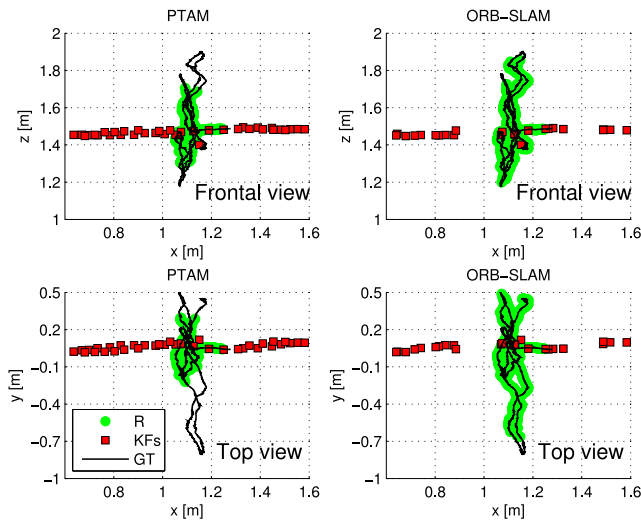 PTAM
ORB-SLAM
2
1.8
1.6
1.4
1.2
1
z [m]
0.8 1 1.2 1.4 1.6
x [m]
Frontal view
2
1.8
1.6
1.4
1.2
1
z [m]
0.8 1 1.2 1.4 1.6
x [m]
Frontal view
PTAM
ORB-SLAM
0.5
0.2
−0.1
−0.4
−0.7
−1
y [m]
R
KFs
GT
Top view
0.8 1 1.2 1.4 1.6
x [m]
0.5
0.2
−0.1
−0.4
−0.7
−1
y [m]
Top view
0.8 1 1.2 1.4 1.6
x [m]